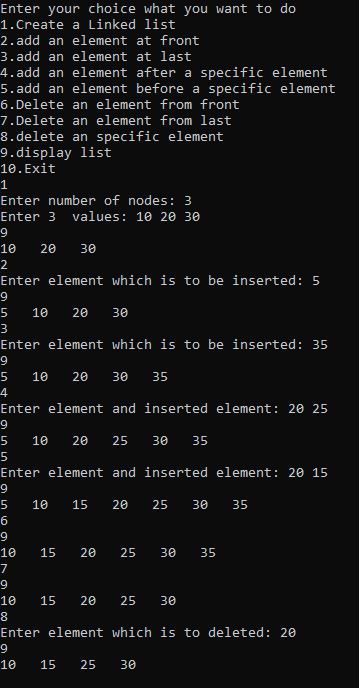 Enter your choice what you want to do
1.Create a Linked list
2.add an element at front
3.add an element at last
4.add an element after a specific element
5.add an element before a specific element
6.Delete an element from front
7.Delete an element from last
8.delete an specific element
9.display list
10.Exit
1
Enter number of nodes: 3
Enter 3  values: 10 20 30
9
10   20   30
2
Enter element which is to be inserted: 5
9
5   10   20   30
3
Enter element which is to be inserted: 35
9
5   10   20   30   35
4
Enter element and inserted element: 20 25
9
5   10   20   25   30   35
5
Enter element and inserted element: 20 15
9
5   10   15   20   25   30   35
6
9
10   15   20   25   30   35
7
9
10   15   20   25   30
8
Enter element which is to deleted: 20
9
10   15   25   30